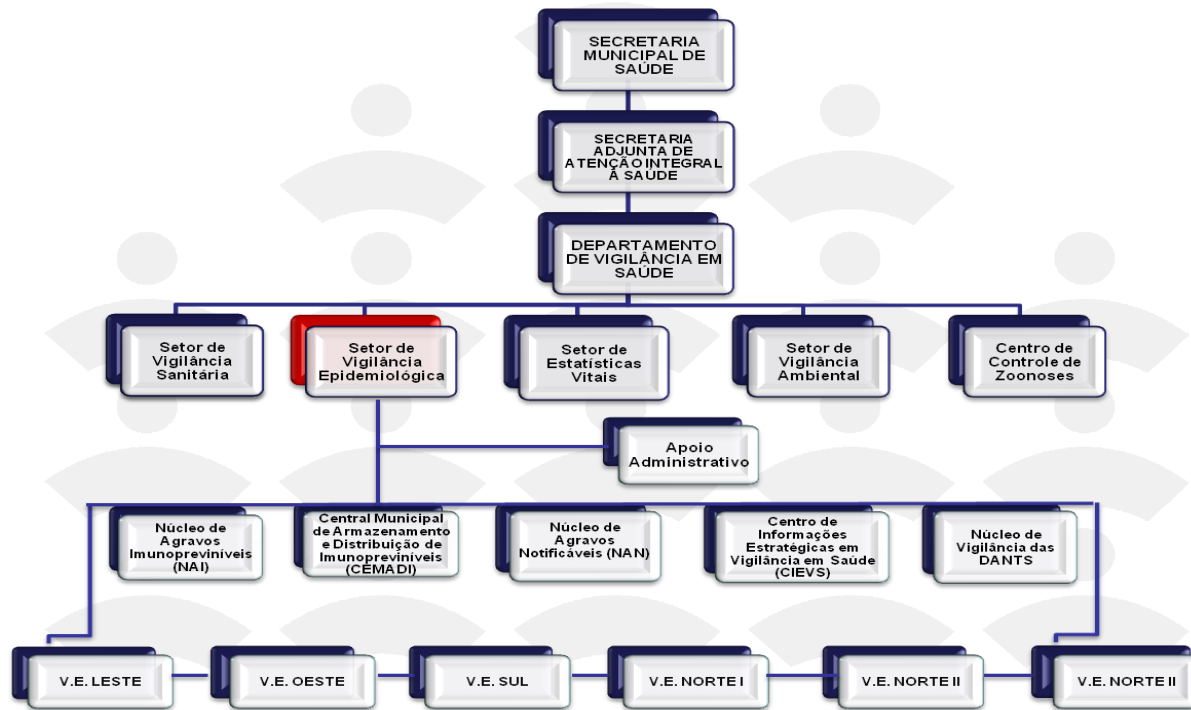 SECRETARIA
MUNICIPAL DE
SAÚDE
SECRETARIA
ADJUNTA DE
ATENÇÃO INTEGRAL
À SAÚDE
DEPARTAMENTO
DE VIGILÂNCIA EM
SAÚDE
Setor de
Vigilância
Sanitária
Setor de
Vigilância
Epidemiológica
Setor de
Estatísticas
Vitais
Setor de
Vigilância
Ambiental
Centro de
Controle de
Zoonoses
Apoio
Administrativo
Núcleo de
Agravos
Imunopreviníveis
(NAI)
Central Municipal
de Armazenamento
e Distribuição de
Imunopreviníveis
(CEMADI)
Núcleo de
Agravos
Notificáveis (NAN)
Centro de
Informações
Estratégicas em
Vigilância em Saúde
(CIEVS)
Núcleo de
Vigilância das
DANTS
V.E. LESTE
V.E. OESTE
V.E. SUL
V.E. NORTE I
V.E. NORTE II
V.E. NORTE II